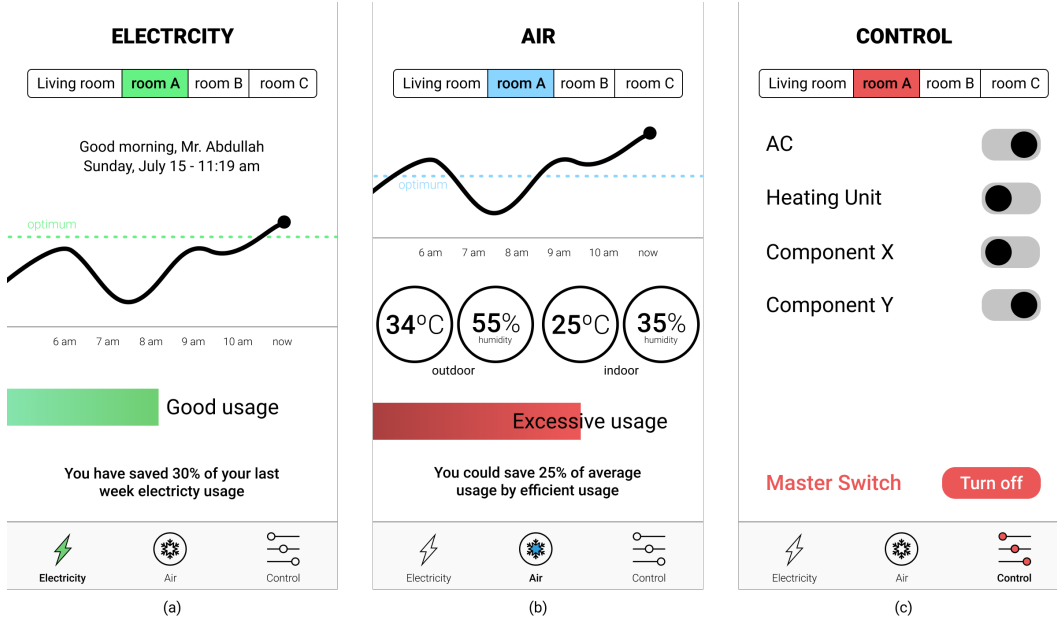 ELECTRCITY
Living room room A room B room C
Good morning, Mr. Abdullah
Sunday, July 15 - 11:19 am
optimum
6 am 7 am 8 am 9 am 10 am now
Good usage
You have saved 30% of your last
week electricty usage
Electricity Air Control
(a)
AIR
Living room room A room B room C
optimum
6 am 7 am 8 am 9 am 10 am now
34°C 55% 25°C 35%
humidity humidity
outdoor indoor
Excessive usage
You could save 25% of average
usage by efficient usage
Electricity Air Control
(b)
CONTROL
Living room room A room B room C
AC
Heating Unit
Component X
Component Y
Master Switch Turn off
Electricity Air Control
(c)